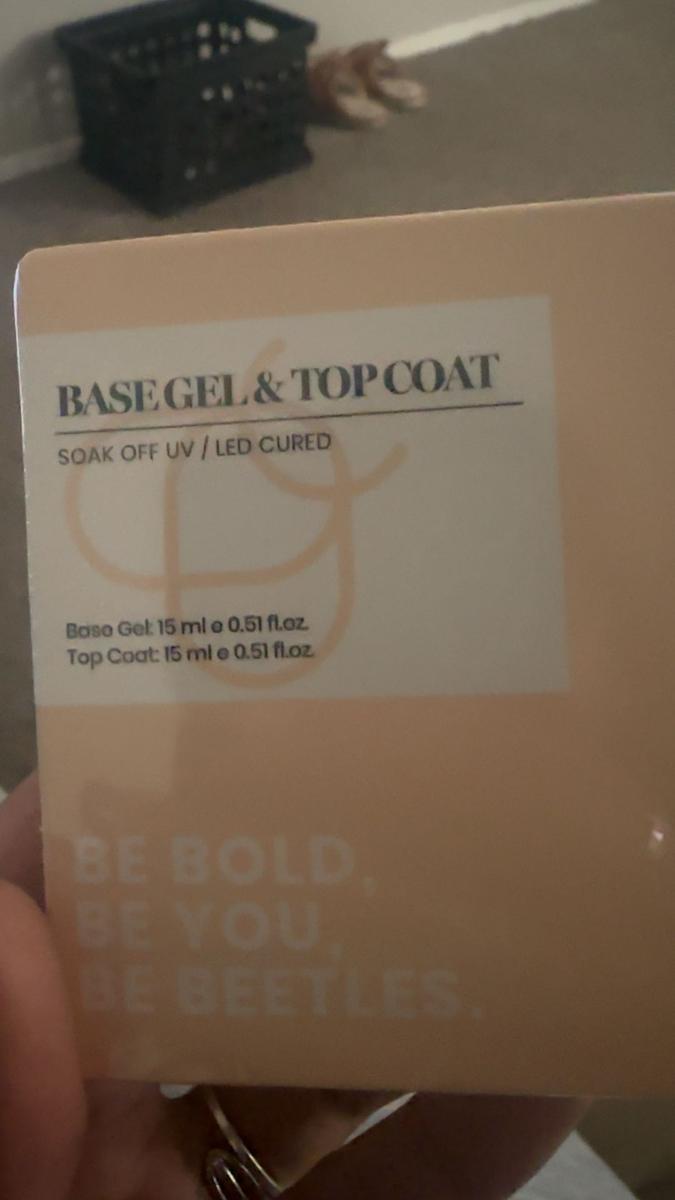 BASE GEL & TOP COAT
SOAK OFF UV / LED CURED
Base Gel: 15 ml e 0.51 fl.oz.
Top Coat: 15 ml e 0.51 fl.oz.
BE BOLD,
BE YOU,
BE BEETLES.